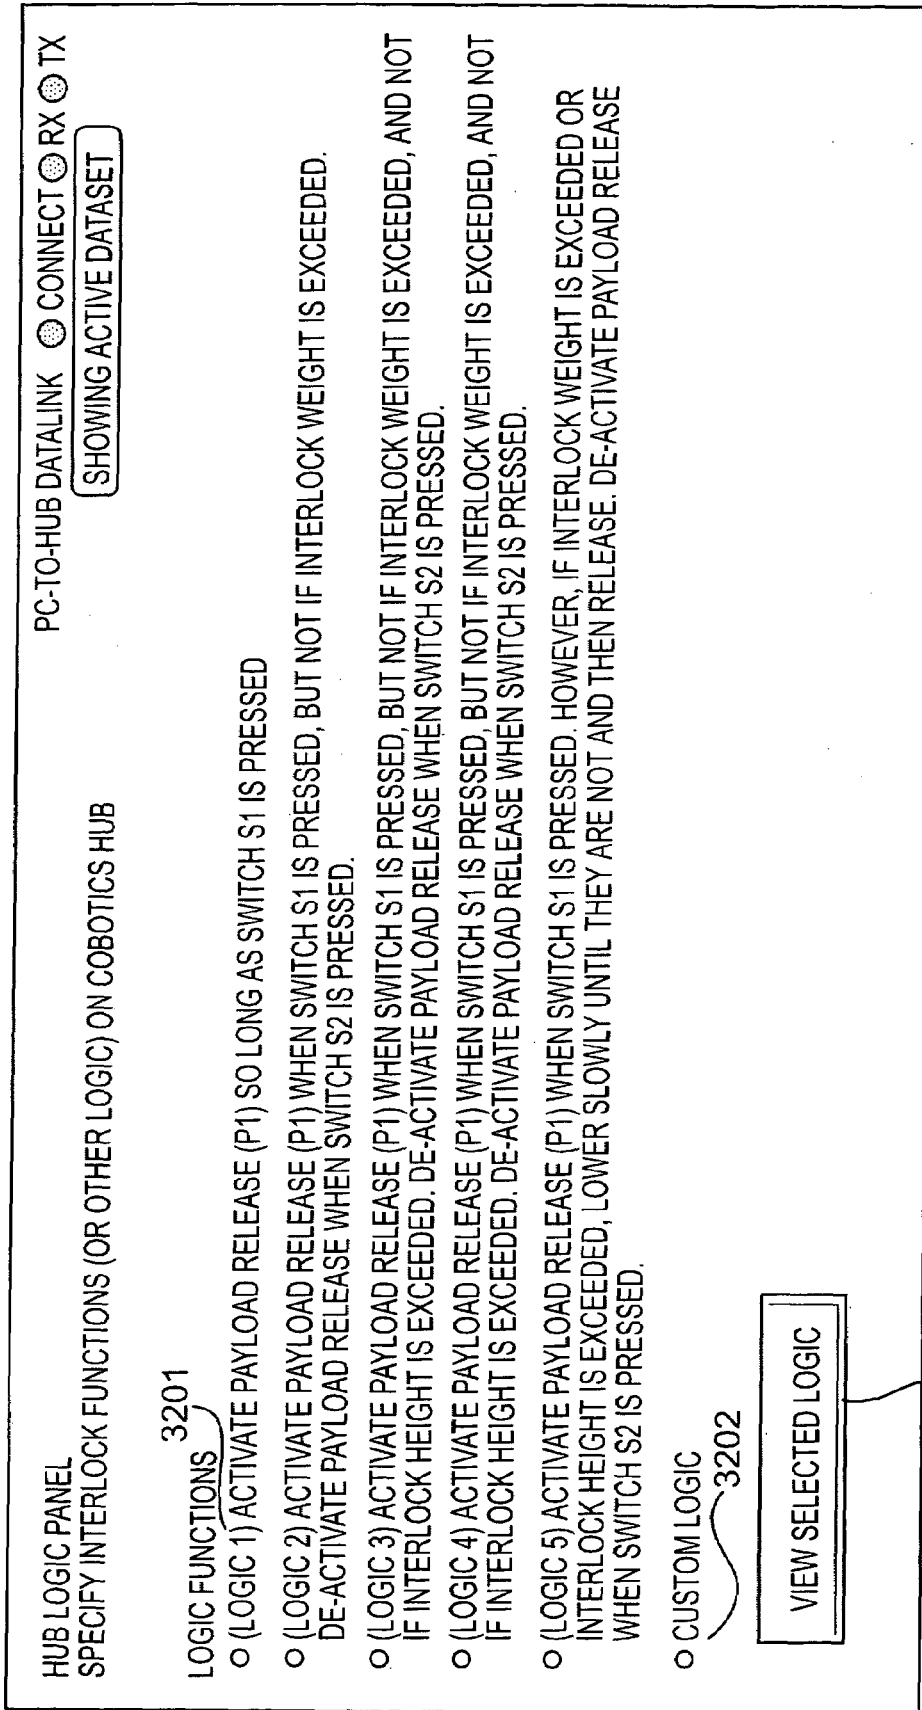 HUB LOGIC PANEL
SPECIFY INTERLOCK FUNCTIONS (OR OTHER LOGIC) ON COBOTICS HUB
PC-TO-HUB DATALINK CONNECT RX TX
SHOWING ACTIVE DATASET
LOGIC FUNCTIONS 3201
(LOGIC 1) ACTIVATE PAYLOAD RELEASE (P1) SO LONG AS SWITCH S1 IS PRESSED
(LOGIC 2) ACTIVATE PAYLOAD RELEASE (P1) WHEN SWITCH S1 IS PRESSED, BUT NOT IF INTERLOCK WEIGHT IS EXCEEDED.
DE-ACTIVATE PAYLOAD RELEASE WHEN SWITCH S2 IS PRESSED.
(LOGIC 3) ACTIVATE PAYLOAD RELEASE (P1) WHEN SWITCH S1 IS PRESSED, BUT NOT IF INTERLOCK WEIGHT IS EXCEEDED, AND NOT
IF INTERLOCK HEIGHT IS EXCEEDED. DE-ACTIVATE PAYLOAD RELEASE WHEN SWITCH S2 IS PRESSED.
(LOGIC 4) ACTIVATE PAYLOAD RELEASE (P1) WHEN SWITCH S1 IS PRESSED, BUT NOT IF INTERLOCK WEIGHT IS EXCEEDED, AND NOT
IF INTERLOCK HEIGHT IS EXCEEDED. DE-ACTIVATE PAYLOAD RELEASE WHEN SWITCH S2 IS PRESSED.
(LOGIC 5) ACTIVATE PAYLOAD RELEASE (P1) WHEN SWITCH S1 IS PRESSED. HOWEVER, IF INTERLOCK WEIGHT IS EXCEEDED OR
INTERLOCK HEIGHT IS EXCEEDED, LOWER SLOWLY UNTIL THEY ARE NOT AND THEN RELEASE. DE-ACTIVATE PAYLOAD RELEASE
WHEN SWITCH S2 IS PRESSED.
CUSTOM LOGIC
3202
VIEW SELECTED LOGIC